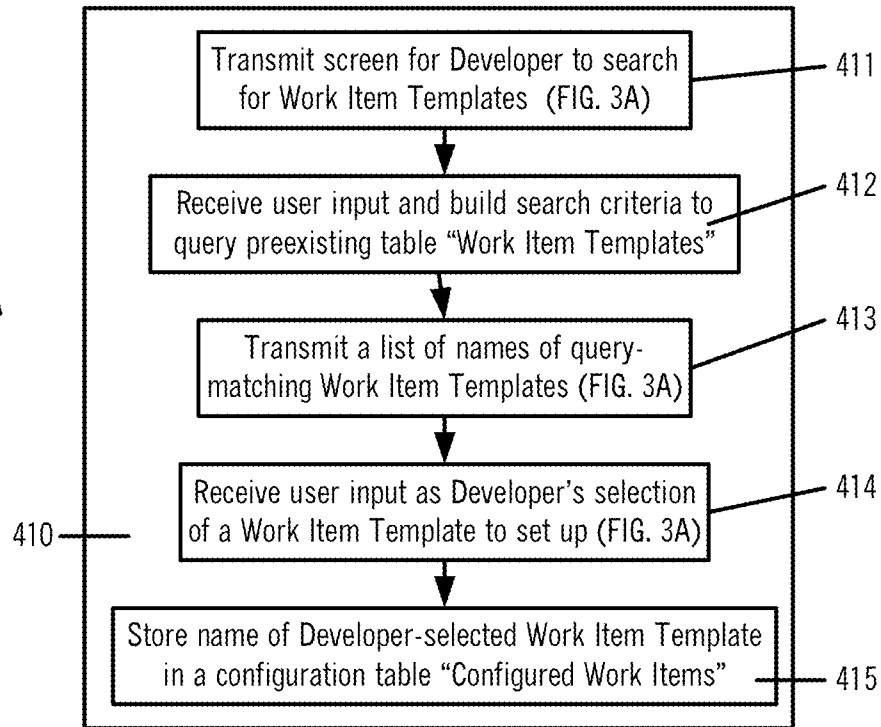 Transmit screen for Developer to search
for Work Item Templates (FIG. 3A)
411
Receive user input and build search criteria to
query preexisting table “Work Item Templates”
412
Transmit a list of names of query-
matching Work Item Templates (FIG. 3A)
413
Receive user input as Developer’s selection
of a Work Item Template to set up (FIG. 3A)
414
410
Store name of Developer-selected Work Item Template
in a configuration table “Configured Work Items”
415